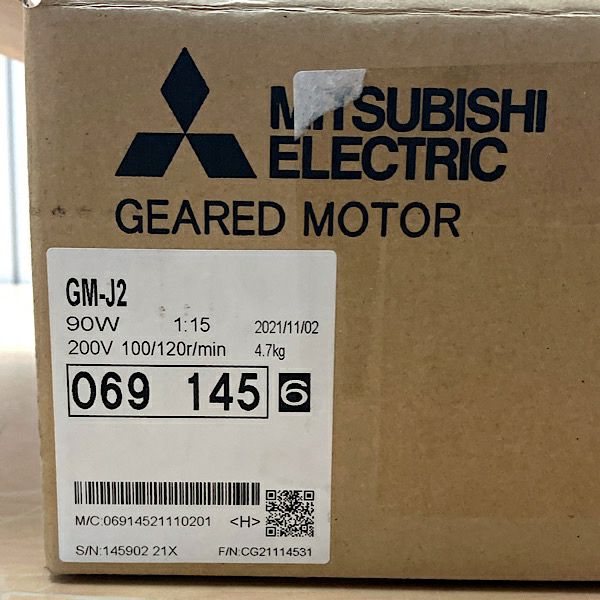 MITSUBISHI
ELECTRIC
GEARED MOTOR
GM-J2
90W 1:15 2021/11/02
200V 100/120r/min 4.7kg
069 145 6
M/C:06914521110201 <H>
S/N:145902 21X F/N:CG21114531